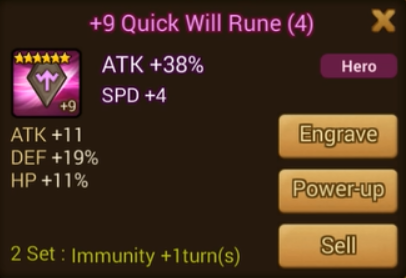 +9 Quick Will Rune (4)
ATK +38%
SPD +4
Hero
+9
ATK +11
DEF +19%
HP +11%
Engrave
Power-up
Sell
2 Set : Immunity +1turn(s)